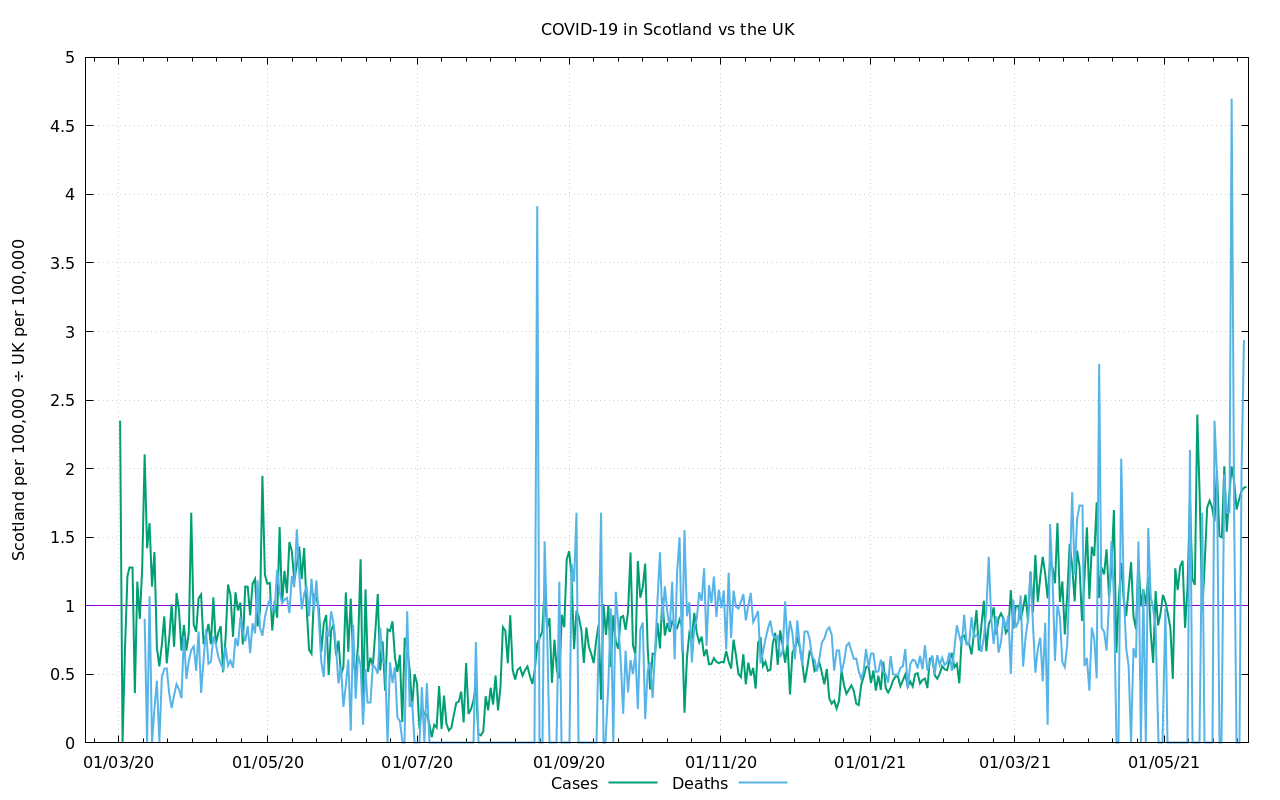 COVID-19 in Scotland vs the UK
Scotland per 100,000 ÷ UK per 100,000
5
4.5
4
3.5
3
2.5
2
1.5
1
0.5
0
01/03/20 01/05/20 01/07/20 01/09/20 01/11/20 01/01/21 01/03/21 01/05/21
Cases Deaths